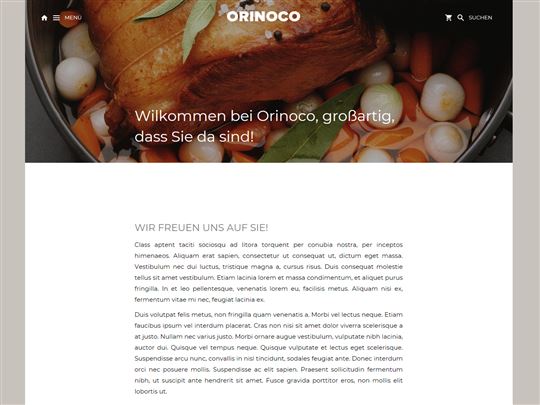 MENÜ
ORINOCO
SUCHEN
Wilkommen bei Orinoco, großartig,
dass Sie da sind!
WIR FREUEN UNS AUF SIE!
Class aptent taciti sociosqu ad litora torquent per conubia nostra, per inceptos
himenaeos. Aliquam erat sapien, consectetur ut consequat ut, dictum eget massa.
Vestibulum nec dui luctus, tristique magna a, cursus risus. Duis consequat molestie
tellus sit amet vestibulum. Etiam lacinia lorem et massa condimentum, et aliquet purus
fringilla. In et leo pellentesque, venenatis lorem eu, facilisis metus. Aliquam nisi ex,
fermentum vitae mi nec, feugiat lacinia ex.
Duis volutpat felis metus, non fringilla quam venenatis a. Morbi vel lectus neque. Etiam
faucibus ipsum vel interdum placerat. Cras non nisi sit amet dolor viverra scelerisque a
at justo. Nullam nec varius justo. Morbi ornare augue vestibulum, vulputate nibh lacinia,
auctor dui. Quisque vel tempus neque. Quisque vulputate et lectus eget scelerisque.
Suspendisse arcu nunc, convallis in nisl tincidunt, sodales feugiat ante. Donec interdum
orci nec posuere mollis. Suspendisse ac elit sapien. Praesent sollicitudin fermentum
nibh, ut suscipit ante hendrerit sit amet. Fusce gravida porttitor eros, non mollis elit
lobortis ut.